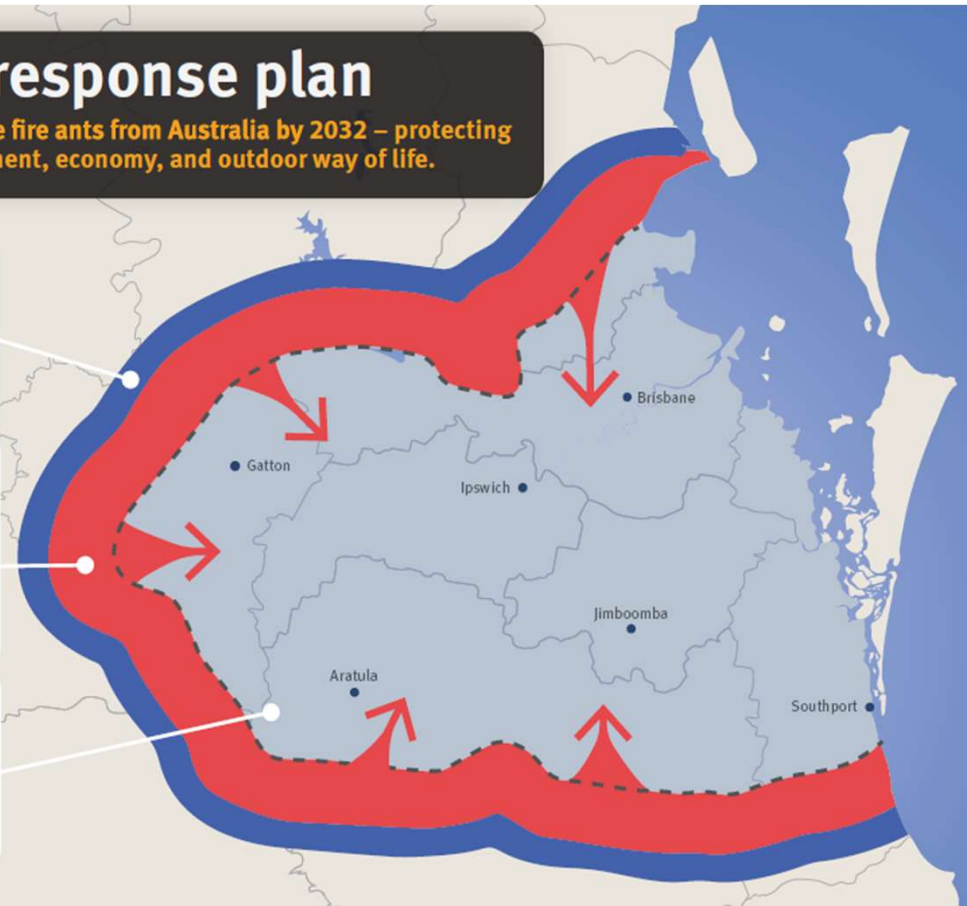 response plan
e fire ants from Australia by 2032 – protecting
ent, economy, and outdoor way of life.
Brisbane
Gatton
Ipswich
Jimboomba
Aratula
Southport